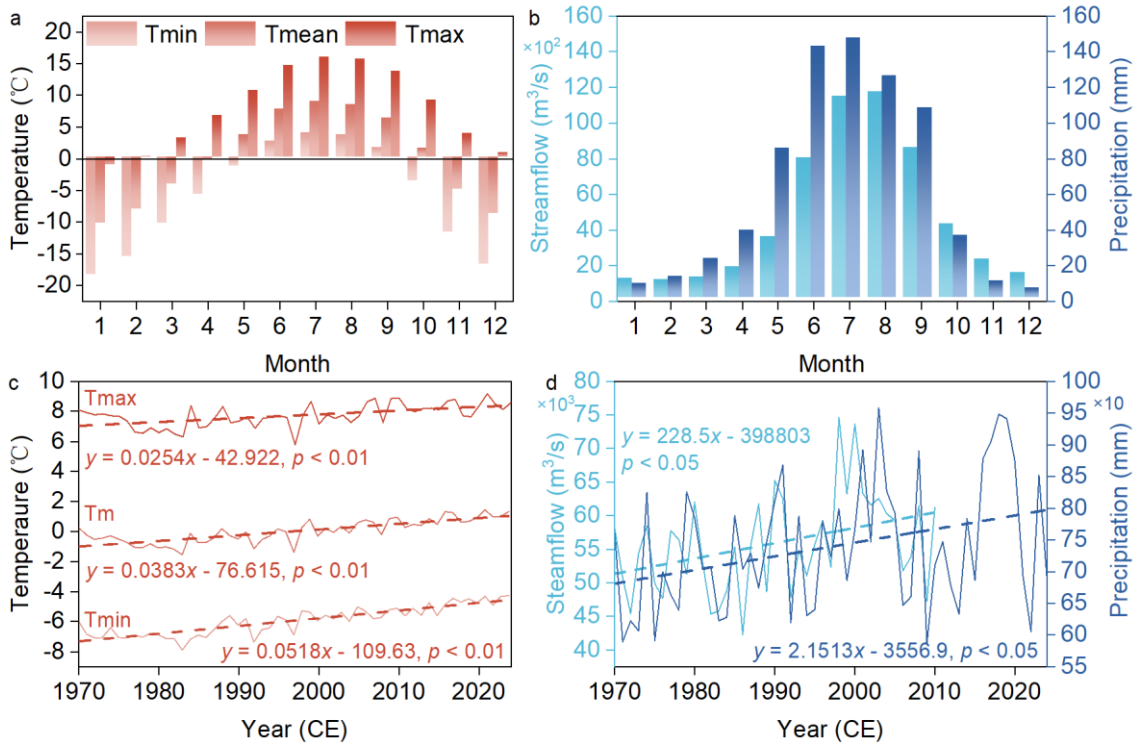 a
Tmin Tmean Tmax
Temperature (℃)
20
15
10
5
0
-5
-10
-15
-20
1 2 3 4 5 6 7 8 9 10 11 12
Month
b
Streamflow (m³/s)
×10²
160
140
120
100
80
60
40
20
0
160
140
120
100
80
60
40
20
0
Precipitation (mm)
1 2 3 4 5 6 7 8 9 10 11 12
Month
c
Temperaure (℃)
10
8
6
4
2
0
-2
-4
-6
-8
Tmax
y = 0.0254x - 42.922, p < 0.01
Tm
y = 0.0383x - 76.615, p < 0.01
Tmin
y = 0.0518x - 109.63, p < 0.01
1970 1980 1990 2000 2010 2020
Year (CE)
d
Steamflow (m³/s)
×10³
80
75
70
65
60
55
50
45
40
y = 228.5x - 398803
p < 0.05
y = 2.1513x - 3556.9, p < 0.05
100
95
90
85
80
75
70
65
60
55
×10
Precipitation (mm)
1970 1980 1990 2000 2010 2020
Year (CE)